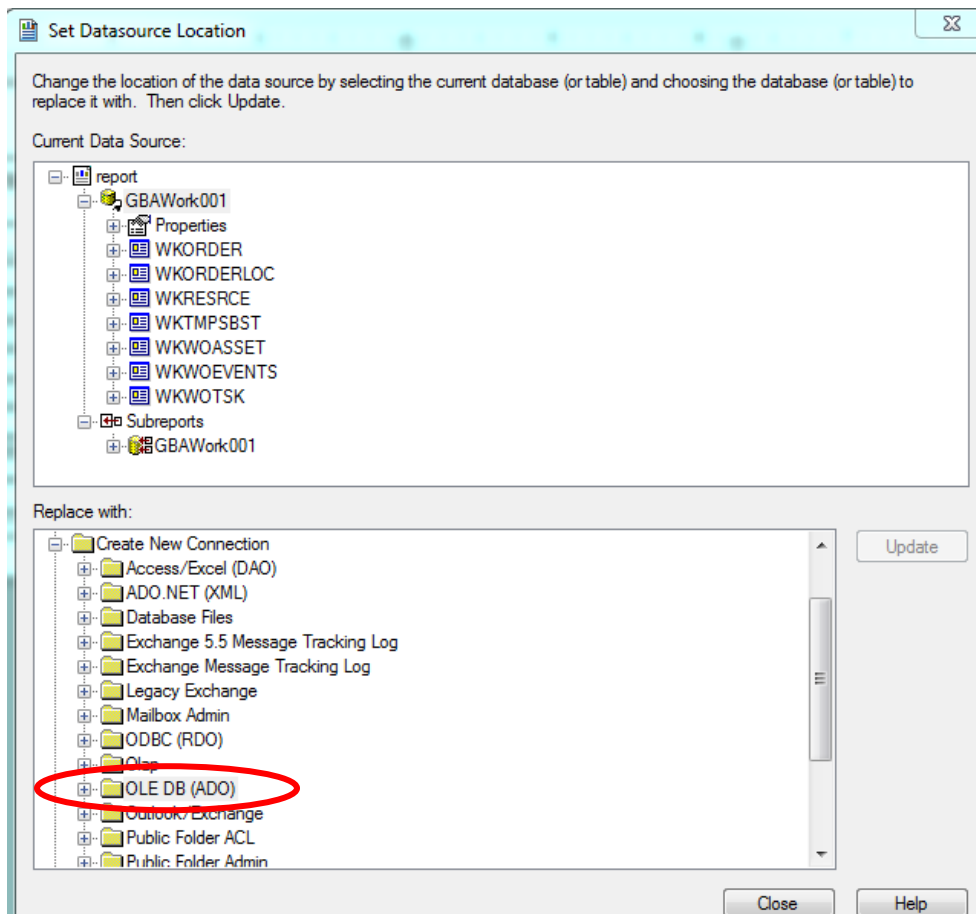 Set Datasource Location
Change the location of the data source by selecting the current database (or table) and choosing the database (or table) to
replace it with. Then click Update.
Current Data Source:
report
GBAWork001
Properties
WKORDER
WKORDERLOC
WKRESRCE
WKTMPSBST
WKWOASSET
WKWOEVENTS
WKWOTSK
Subreports
GBAWork001
Replace with:
Create New Connection
Update
Access/Excel (DAO)
ADO.NET (XML)
Database Files
Exchange 5.5 Message Tracking Log
Exchange Message Tracking Log
Legacy Exchange
Mailbox Admin
ODBC (RDO)
Olap
OLE DB (ADO)
Outlook/Exchange
Public Folder ACL
Public Folder Admin
Close Help